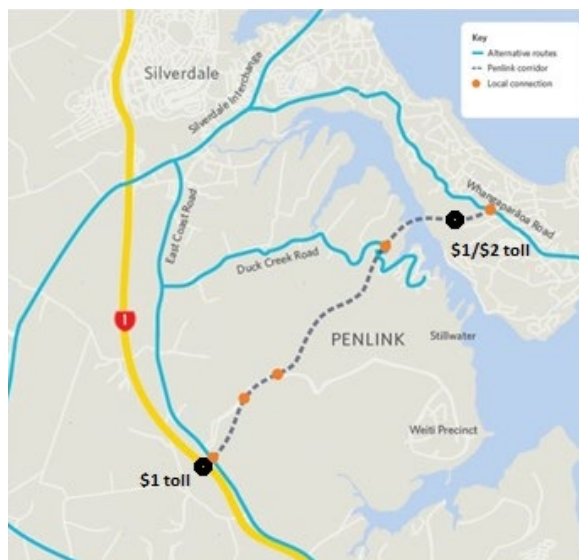 Key
Alternative routes
Penlink corridor
Local connection
Silverdale
Silverdale Interchange
Whangaparāoa Road
East Coast Road
$1/$2 toll
Duck Creek Road
1
PENLINK
Stillwater
Weiti Precinct
$1 toll